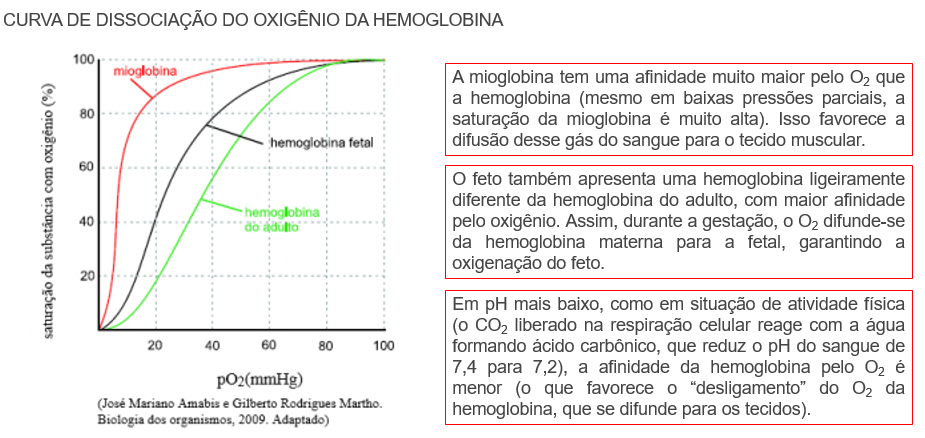 CURVA DE DISSOCIAÇÃO DO OXIGÊNIO DA HEMOGLOBINA
saturação da substância com oxigênio (%)
100
80
60
40
20
mioglobina
hemoglobina fetal
hemoglobina
do adulto
20
40
60
80
100
pO₂(mmHg)
(José Mariano Amabis e Gilberto Rodrigues Martho.
Biologia dos organismos, 2009. Adaptado)
A mioglobina tem uma afinidade muito maior pelo O₂ que
a hemoglobina (mesmo em baixas pressões parciais, a
saturação da mioglobina é muito alta). Isso favorece a
difusão desse gás do sangue para o tecido muscular.
O feto também apresenta uma hemoglobina ligeiramente
diferente da hemoglobina do adulto, com maior afinidade
pelo oxigênio. Assim, durante a gestação, o O₂ difunde-se
da hemoglobina materna para a fetal, garantindo a
oxigenação do feto.
Em pH mais baixo, como em situação de atividade física
(o CO₂ liberado na respiração celular reage com a água
formando ácido carbônico, que reduz o pH do sangue de
7,4 para 7,2), a afinidade da hemoglobina pelo O₂ é
menor (o que favorece o “desligamento” do O₂ da
hemoglobina, que se difunde para os tecidos).